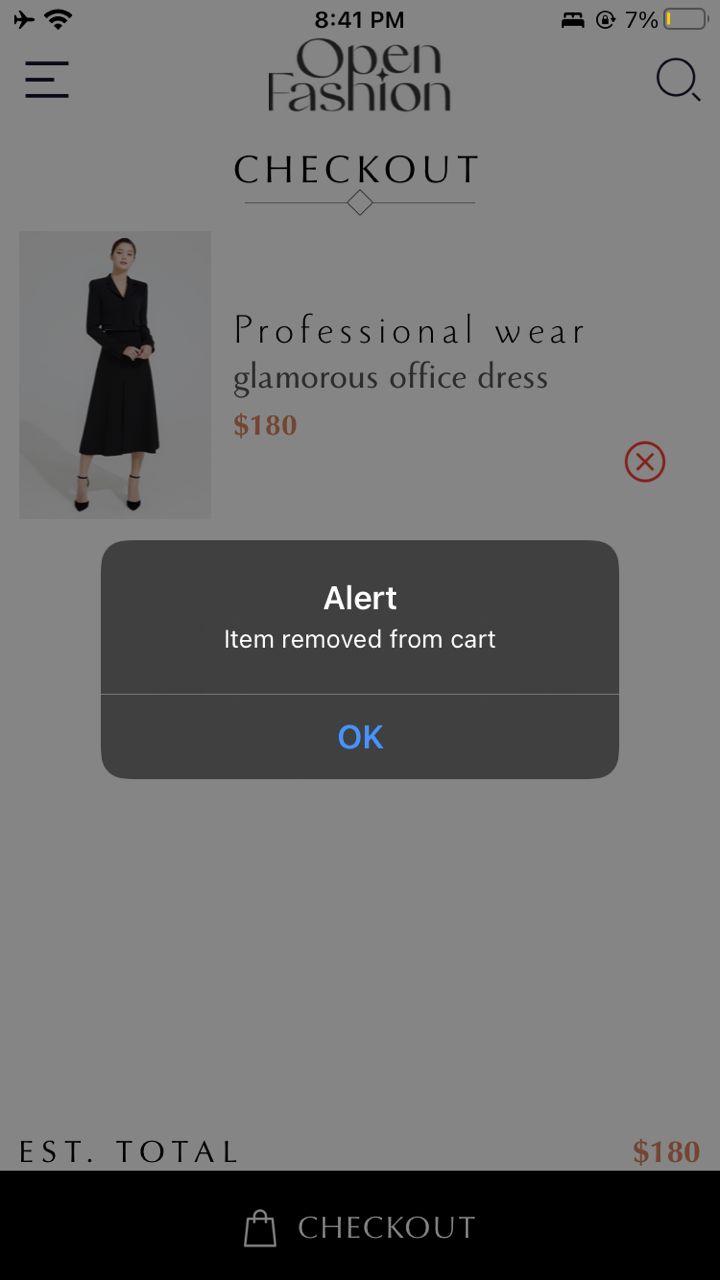 8:41 PM
7%
Open
Fashion
CHECKOUT
Professional wear
glamorous office dress
$180
Alert
Item removed from cart
OK
EST. TOTAL
$180
CHECKOUT